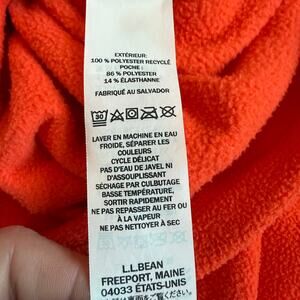 EXTÉRIEUR:
100 % POLYESTER RECYCLÉ
POCHE :
86 % POLYESTER
14 % ÉLASTHANNE
FABRIQUÉ AU SALVADOR
30
LAVER EN MACHINE EN EAU
FROIDE, SÉPARER LES
COULEURS
CYCLE DÉLICAT
PAS D'EAU DE JAVEL NI
D'ASSOUPLISSANT
SÉCHAGE PAR CULBUTAGE
BASSE TEMPÉRATURE,
SORTIR RAPIDEMENT
NE PAS REPASSER AU FER OU
À LA VAPEUR
NE PAS NETTOYER À SEC
L.L.BEAN
FREEPORT, MAINE
04033 ÉTATS-UNIS